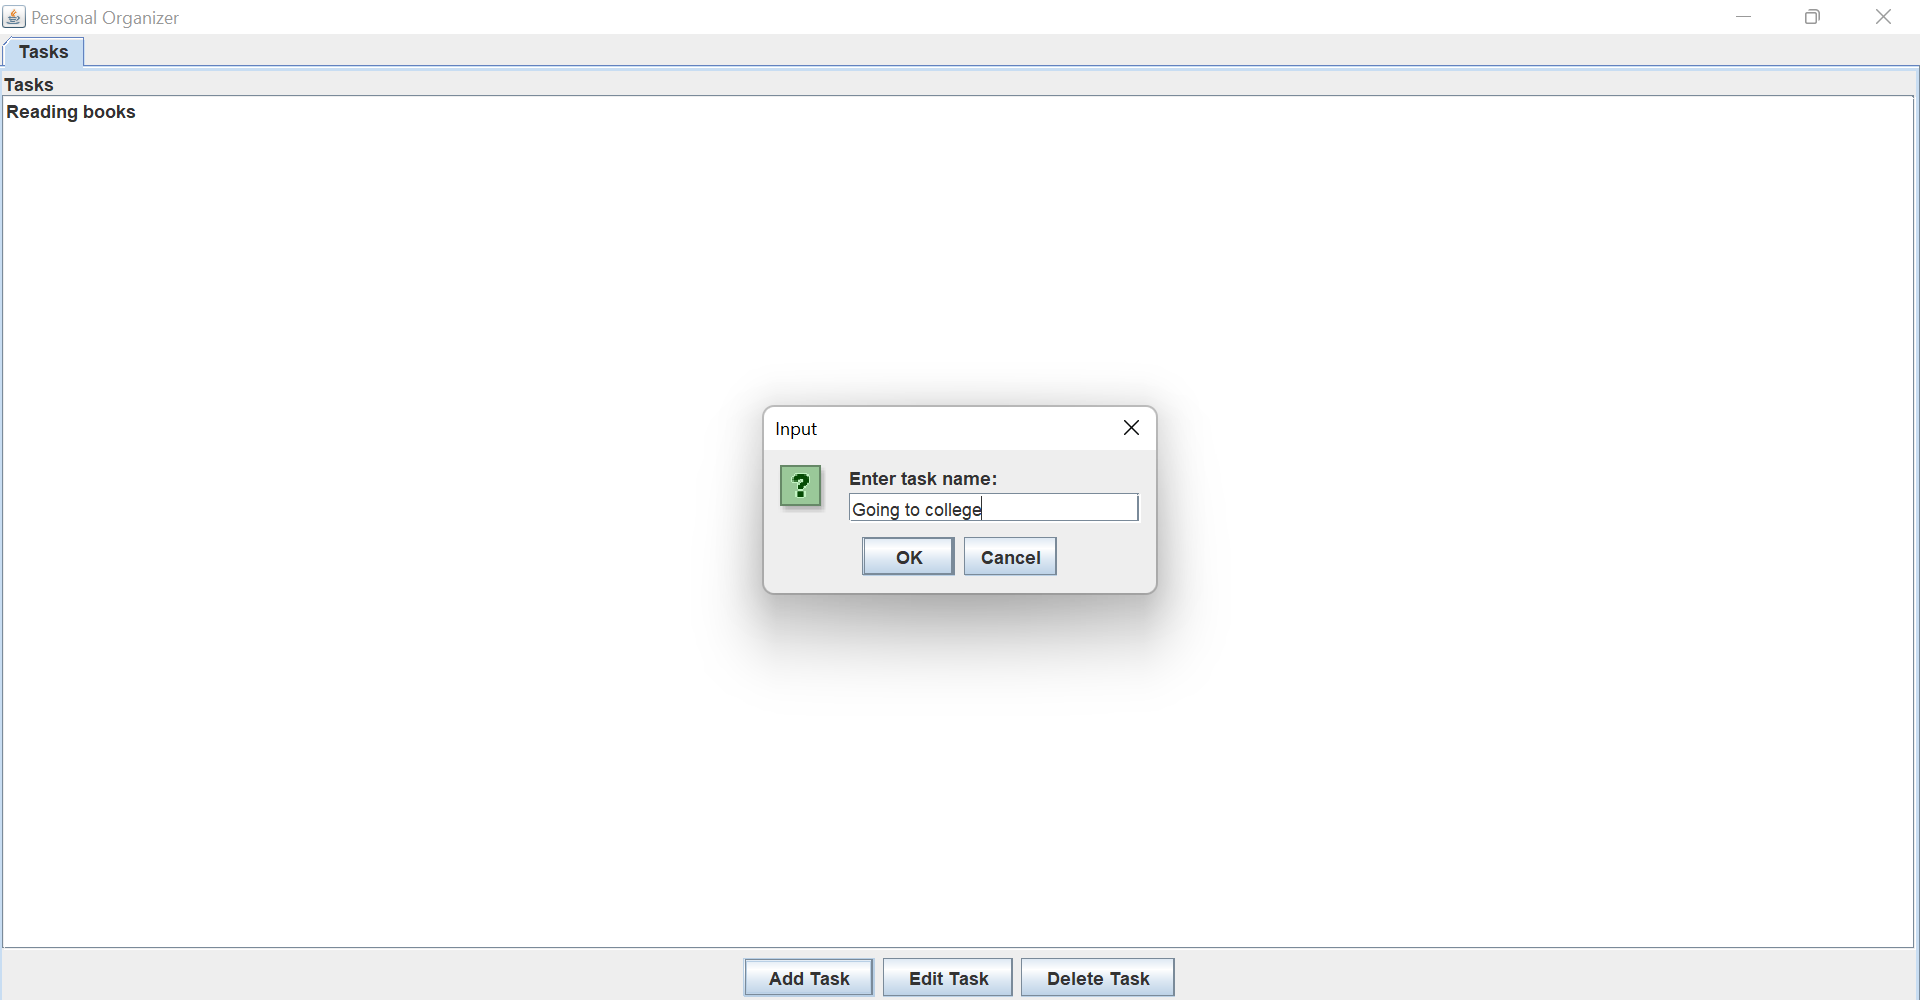 Personal Organizer
Tasks
Tasks
Reading books
Input
?
Enter task name:
Going to college
OK Cancel
Add Task Edit Task Delete Task